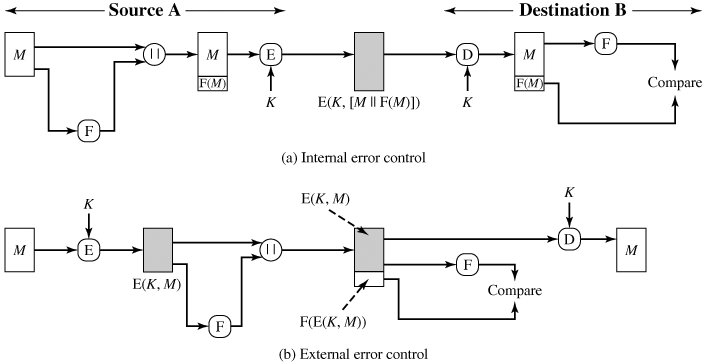 Source A
Destination B
M
F
||
M
F(M)
E
K
E(K, [M || F(M)])
D
K
M
F(M)
F
Compare
(a) Internal error control
M
K
E
E(K, M)
F
||
E(K, M)
F(E(K, M))
F
Compare
K
D
M
(b) External error control